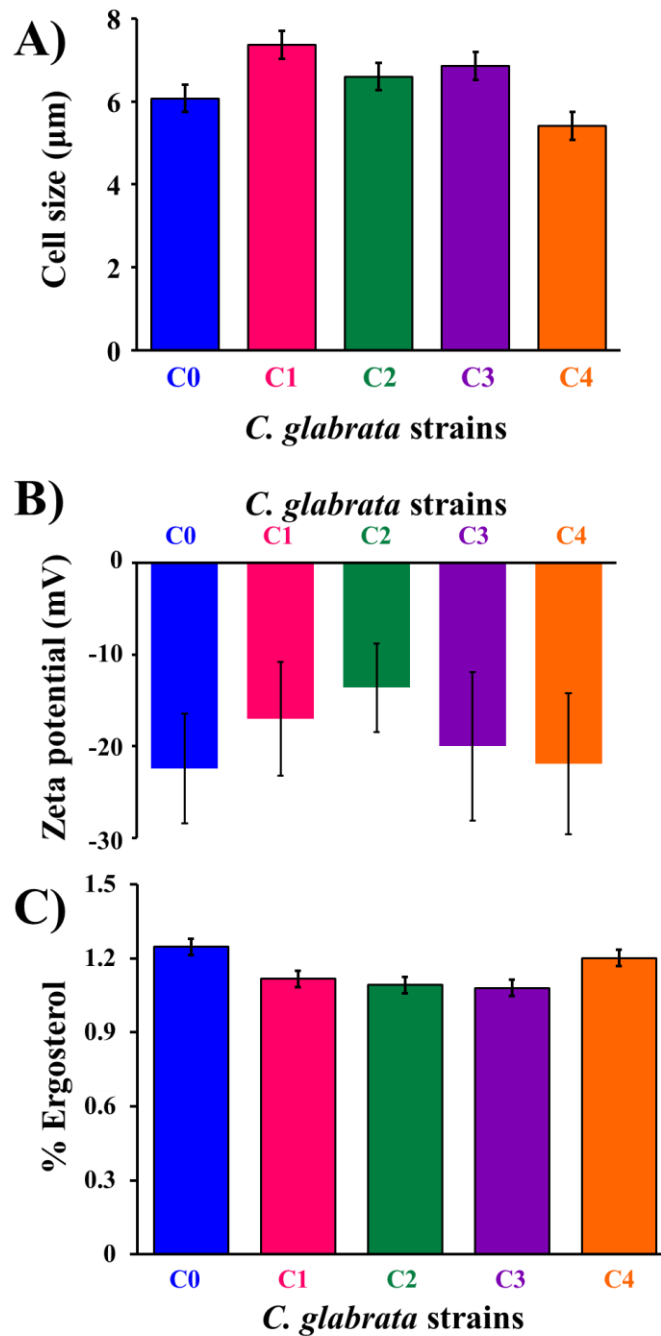 A)
Cell size (µm)
8
6
4
2
0
C0 C1 C2 C3 C4
C. glabrata strains
B)
C. glabrata strains
C0 C1 C2 C3 C4
Zeta potential (mV)
0
-10
-20
-30
C)
% Ergosterol
1.5
1.2
0.9
0.6
0.3
0
C0 C1 C2 C3 C4
C. glabrata strains